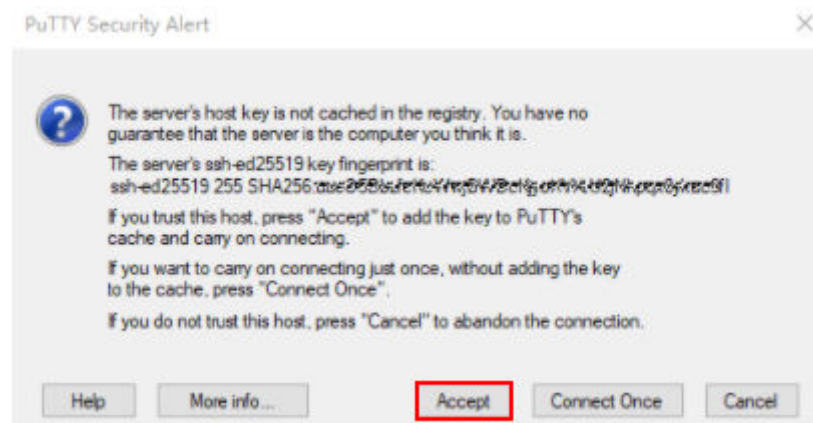 PuTTY Security Alert
The server's host key is not cached in the registry. You have no
guarantee that the server is the computer you think it is.
The server's ssh-ed25519 key fingerprint is:
ssh-ed25519 255 SHA256:
If you trust this host, press "Accept" to add the key to PuTTY's
cache and carry on connecting.
If you want to carry on connecting just once, without adding the key
to the cache, press "Connect Once".
If you do not trust this host, press "Cancel" to abandon the connection.
Help More info... Accept Connect Once Cancel